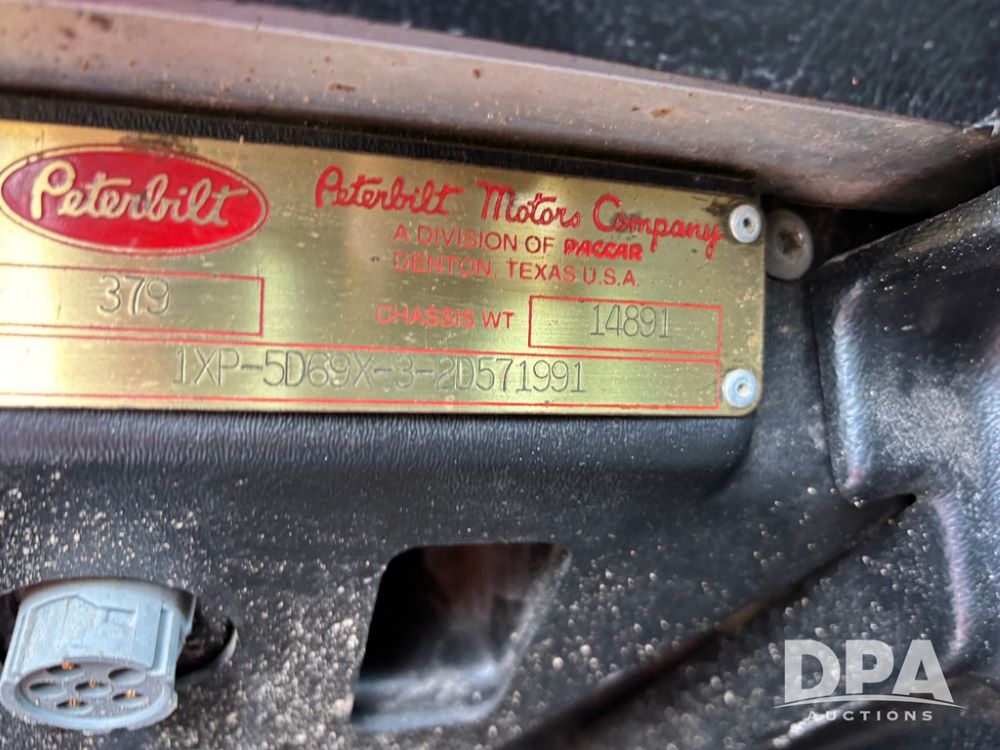 Peterbilt
Peterbilt Motors Company
A DIVISION OF PACCAR
DENTON, TEXAS U.S.A.
379
CHASSIS WT 14891
1XP-5D69X-3-2D571991
DPA
AUCTIONS